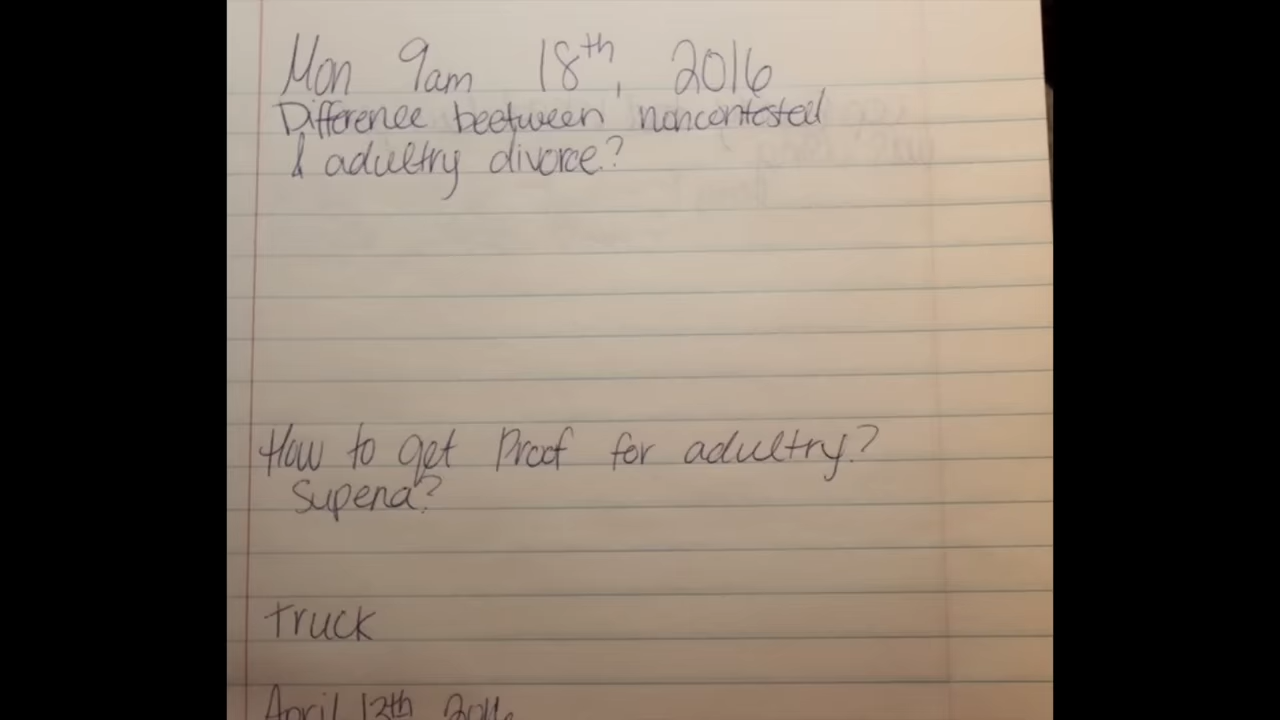 Mon 9am 18th, 2016
Difference beetween noncontested
& adultry divorce?
How to get Proof for adultry?
Supena?
Truck
April 13th 2016